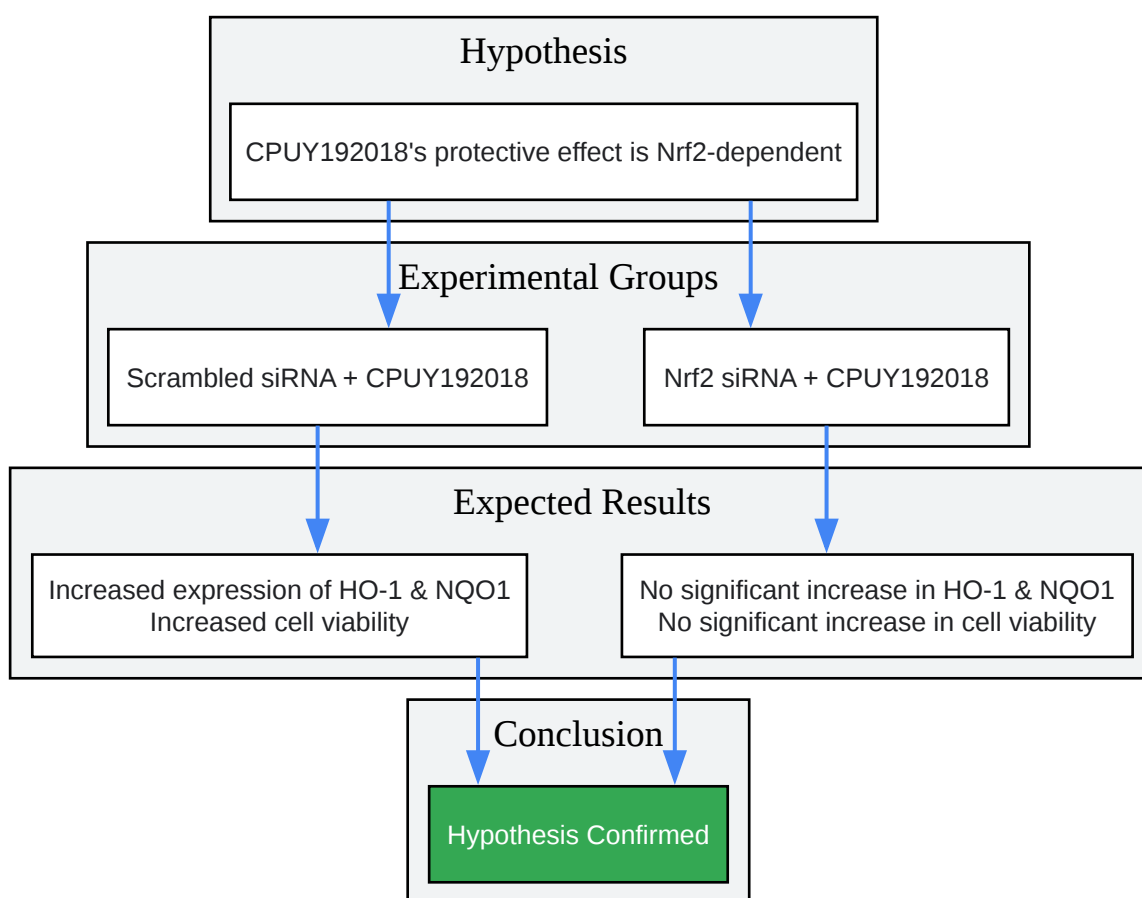 Hypothesis
CPUY192018's protective effect is Nrf2-dependent
Experimental Groups
Scrambled siRNA + CPUY192018
Nrf2 siRNA + CPUY192018
Expected Results
Increased expression of HO-1 & NQO1
Increased cell viability
No significant increase in HO-1 & NQO1
No significant increase in cell viability
Conclusion
Hypothesis Confirmed